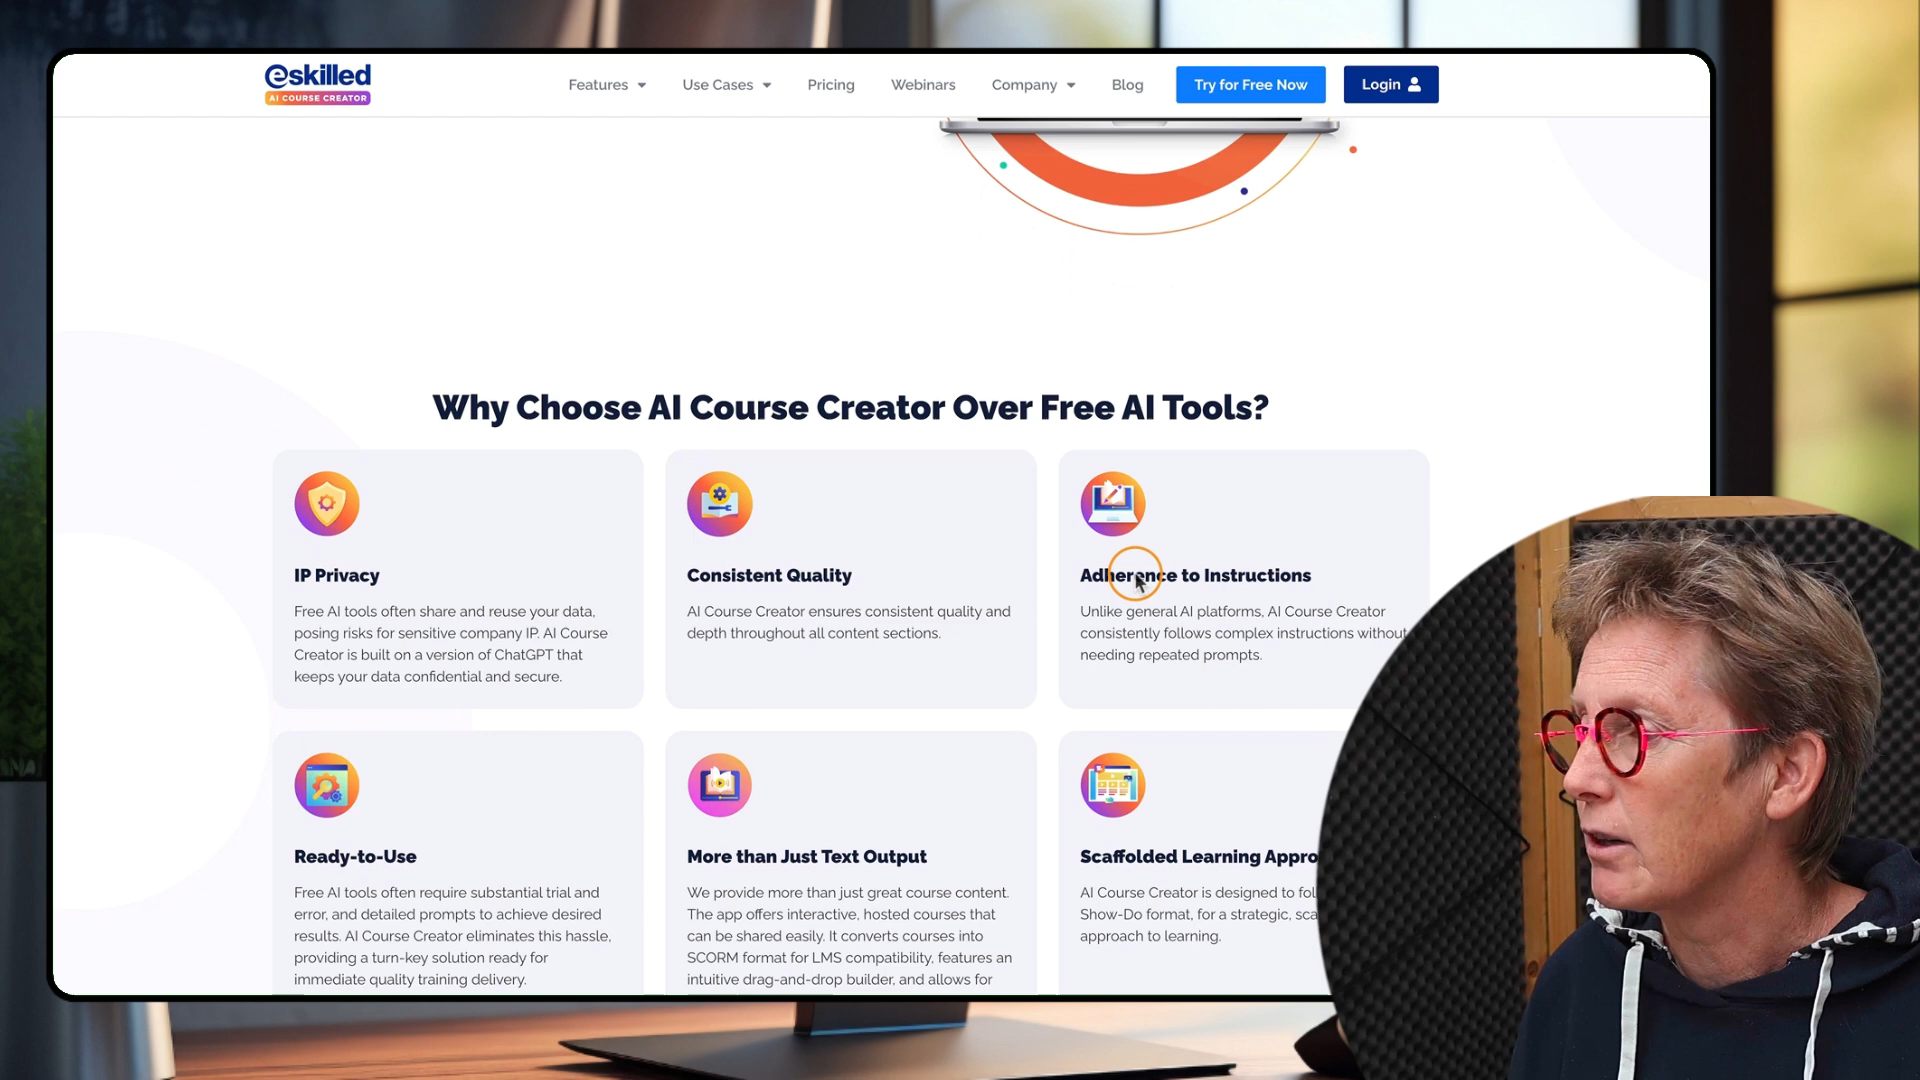 eskilled
AI COURSE CREATOR
Features
Use Cases
Pricing
Webinars
Company
Blog
Try for Free Now
Login
Why Choose AI Course Creator Over Free AI Tools?
IP Privacy
Free AI tools often share and reuse your data,
posing risks for sensitive company IP. AI Course
Creator is built on a version of ChatGPT that
keeps your data confidential and secure.
Consistent Quality
AI Course Creator ensures consistent quality and
depth throughout all content sections.
Adherence to Instructions
Unlike general AI platforms, AI Course Creator
consistently follows complex instructions without
needing repeated prompts.
Ready-to-Use
Free AI tools often require substantial trial and
error, and detailed prompts to achieve desired
results. AI Course Creator eliminates this hassle,
providing a turn-key solution ready for
immediate quality training delivery.
More than Just Text Output
We provide more than just great course content.
The app offers interactive, hosted courses that
can be shared easily. It converts courses into
SCORM format for LMS compatibility, features an
intuitive drag-and-drop builder, and allows for
Scaffolded Learning Appro
AI Course Creator is designed to fol
Show-Do format, for a strategic, sca
approach to learning.